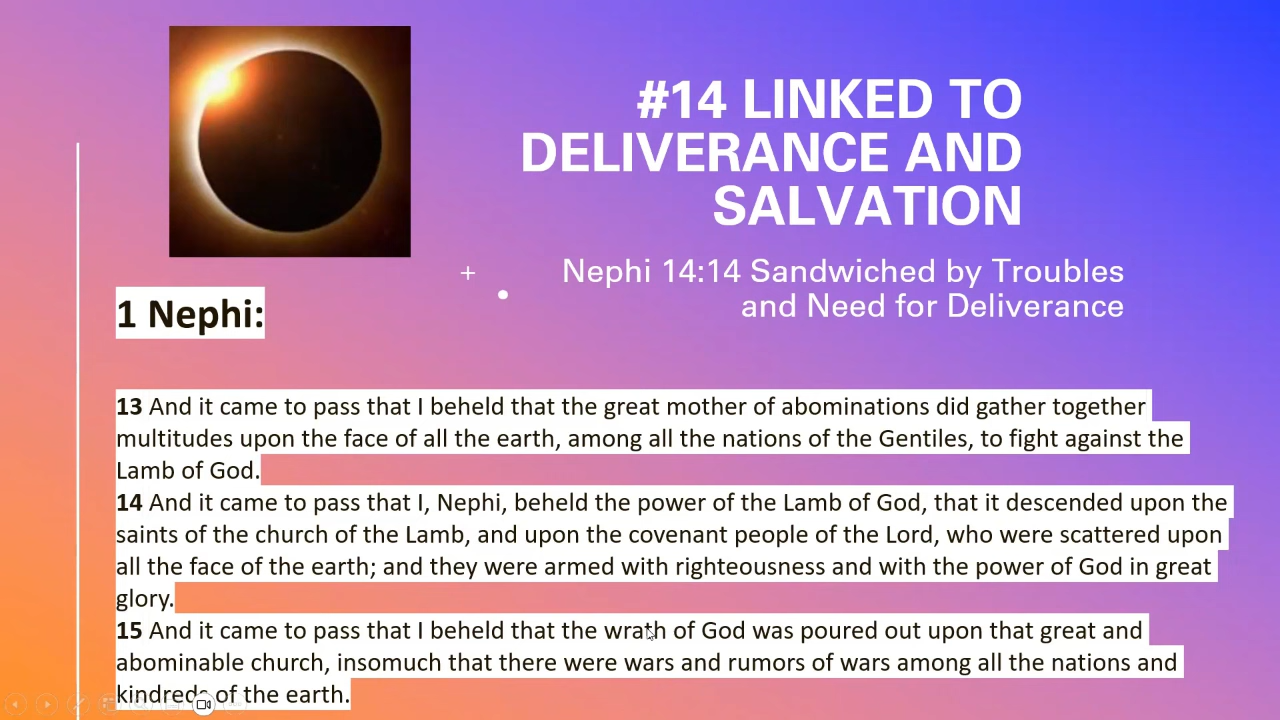 #14 LINKED TO
DELIVERANCE AND
SALVATION
Nephi 14:14 Sandwiched by Troubles
and Need for Deliverance
1 Nephi:
13 And it came to pass that I beheld that the great mother of abominations did gather together
multitudes upon the face of all the earth, among all the nations of the Gentiles, to fight against the
Lamb of God.
14 And it came to pass that I, Nephi, beheld the power of the Lamb of God, that it descended upon the
saints of the church of the Lamb, and upon the covenant people of the Lord, who were scattered upon
all the face of the earth; and they were armed with righteousness and with the power of God in great
glory.
15 And it came to pass that I beheld that the wrath of God was poured out upon that great and
abominable church, insomuch that there were wars and rumors of wars among all the nations and
kindreds of the earth.